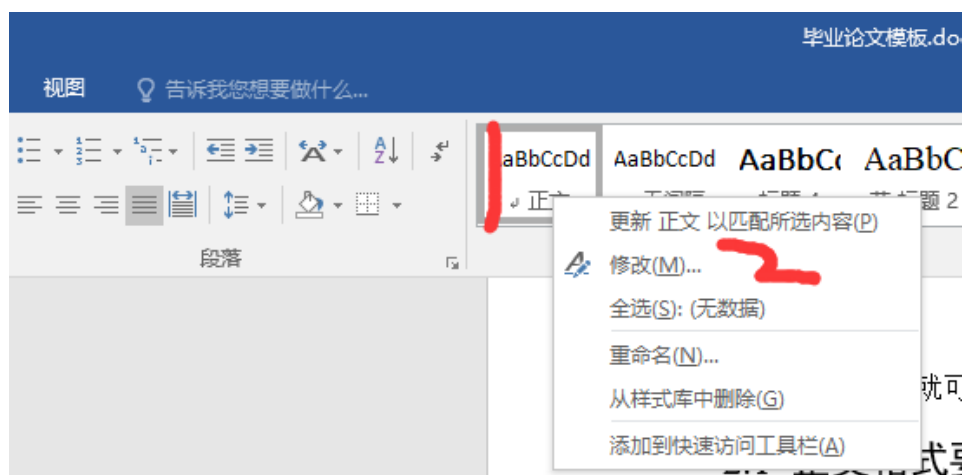 毕业论文模板.do
视图
告诉我您想要做什么...
AaBbCcDd
AaBbCcDd
AaBbC
AaBbC
正文
标题 2
段落
更新 正文 以匹配所选内容(P)
修改(M)...
全选(S): (无数据)
重命名(N)...
从样式库中删除(G)
添加到快速访问工具栏(A)
就可